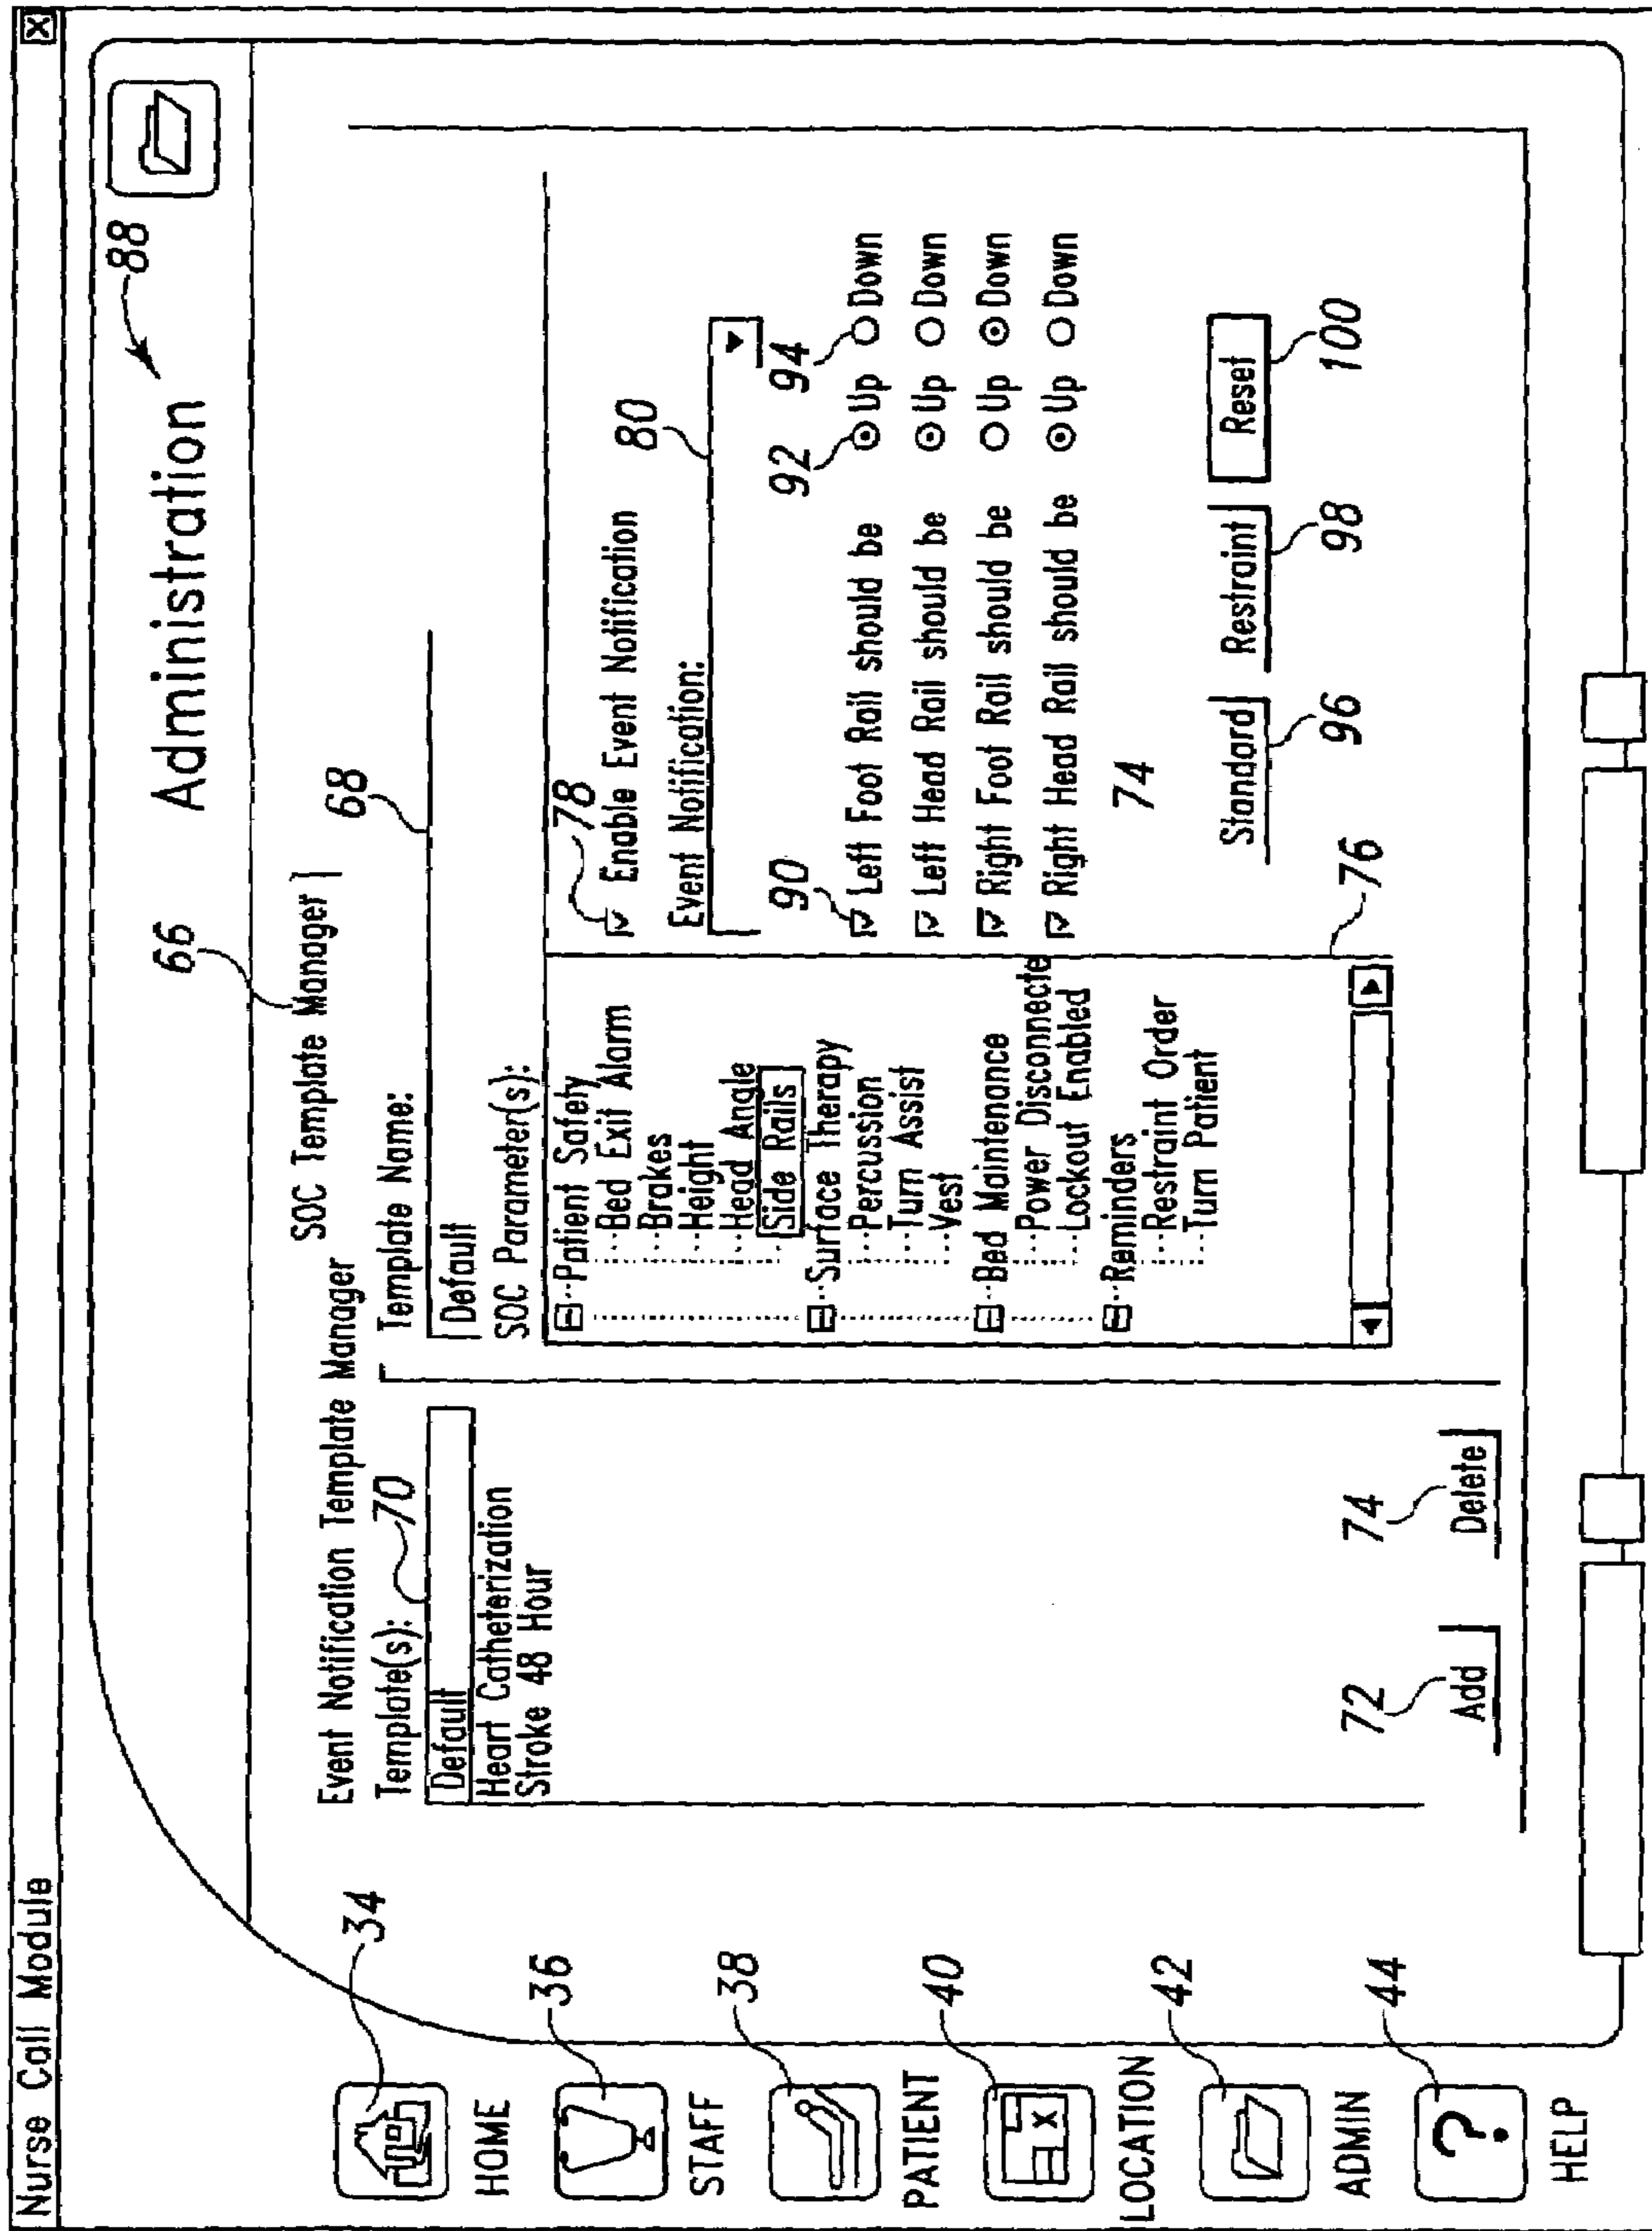 Nurse Call Module
X
Administration
88
66
34
HOME
36
STAFF
38
PATIENT
40
X
LOCATION
42
ADMIN
44
?
HELP
Event Notification Template Manager
SOC Template Manager
Template(s):
70
Default
Heart Catheterization
Stroke 48 Hour
72
Add
74
Delete
Template Name:
68
Default
SOC Parameter(s):
Patient Safety
Bed Exit Alarm
Brakes
Height
Head Angle
Side Rails
Surface Therapy
Percussion
Turn Assist
Vest
Bed Maintenance
Power Disconnecte
Lockout Enabled
Reminders
Restraint Order
Turn Patient
76
78
Enable Event Notification
Event Notification:
80
90
92
94
Left Foot Rail should be Up Down
Left Head Rail should be Up Down
Right Foot Rail should be Up Down
Right Head Rail should be Up Down
74
Standard Restraint Reset
96 98 100